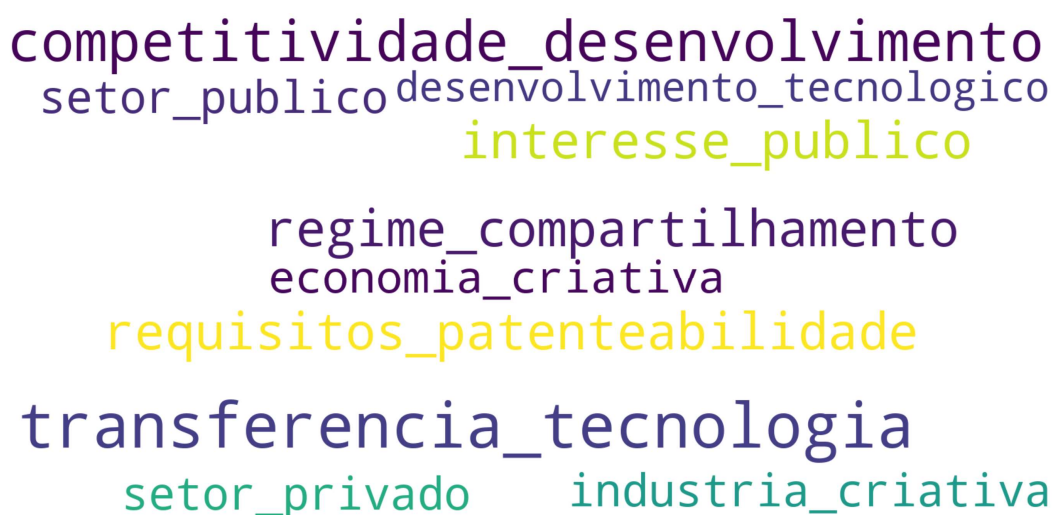 competitividade_desenvolvimento
setor_publico desenvolvimento_tecnologico
interesse_publico
regime_compartilhamento
economia_criativa
requisitos_patenteabilidade
transferencia_tecnologia
setor_privado industria_criativa